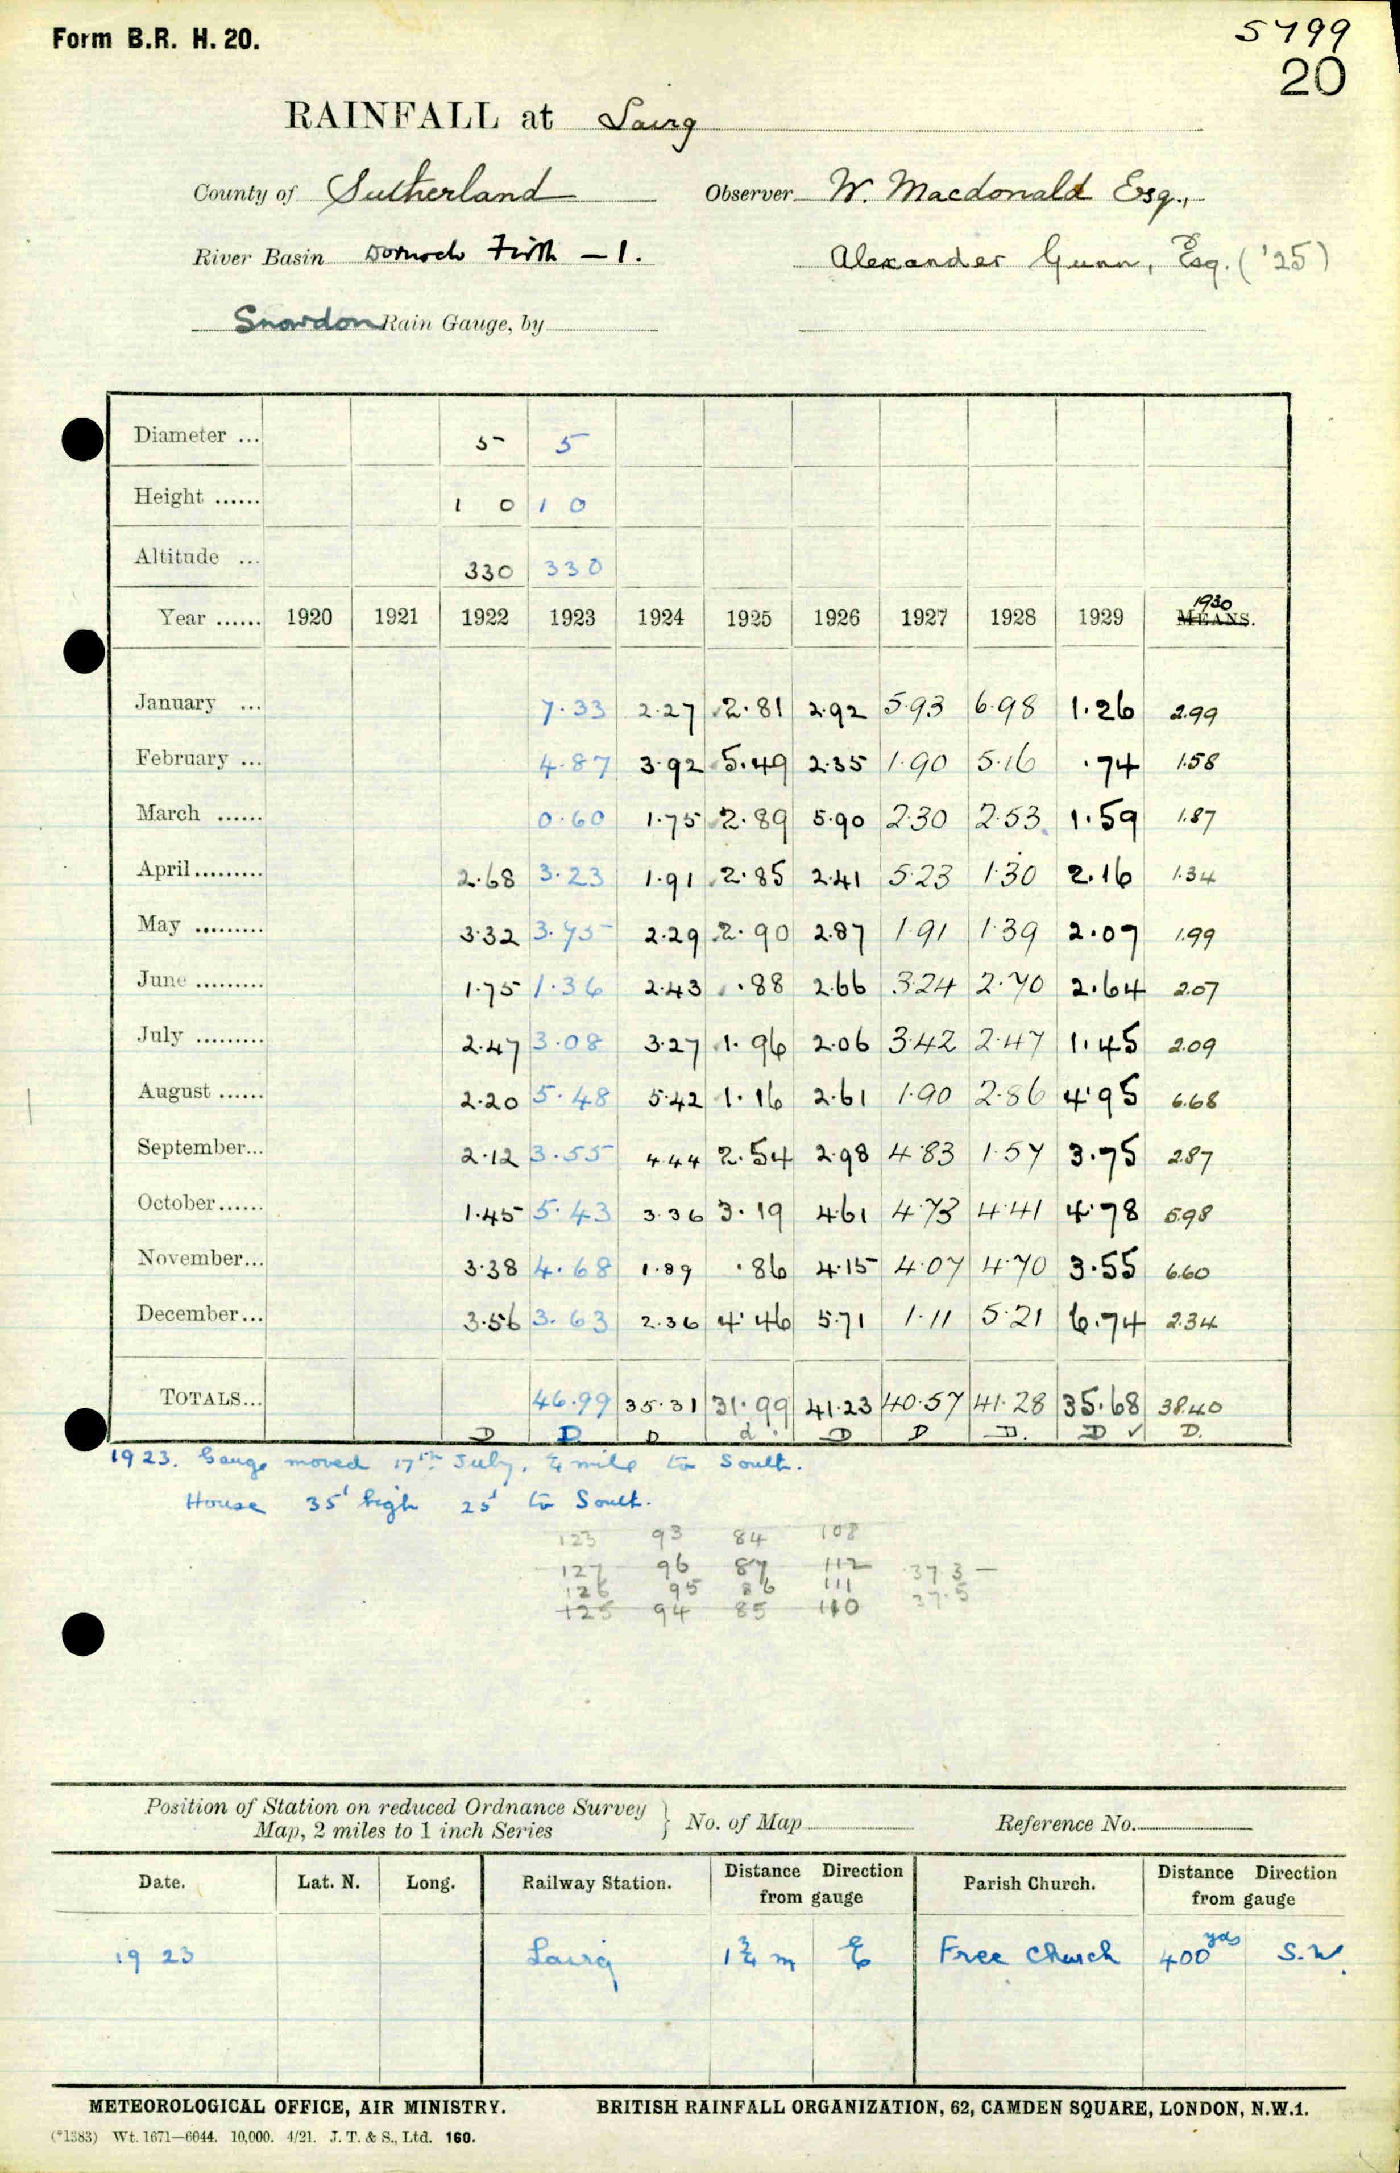 Form B.R. H. 20.
5799
20
RAINFALL at Lairg
County of Sutherland Observer W. Macdonald Esq.,
River Basin Dornoch Firth – 1. Alexander Gunn, Esq. ('25)
Snowdon Rain Gauge, by
Diameter ... 5 5
Height ...... 1 0 1 0
Altitude ... 330 330
Year ...... 1920 1921 1922 1923 1924 1925 1926 1927 1928 1929 MEANS. 1930
January ... 7.33 2.27 2.81 2.92 5.93 6.98 1.26 2.99
February ... 4.87 3.92 5.49 2.35 1.90 5.16 .74 1.58
March ...... 0.60 1.75 2.89 5.90 2.30 2.53 1.59 1.87
April......... 2.68 3.23 1.91 2.85 2.41 5.23 1.30 2.16 1.34
May ......... 3.32 3.75 2.29 2.90 2.87 1.91 1.39 2.07 1.99
June ......... 1.75 1.36 2.43 .88 2.66 3.24 2.70 2.64 2.07
July ......... 2.47 3.08 3.27 1.96 2.06 3.42 2.47 1.45 2.09
August ...... 2.20 5.48 5.42 1.16 2.61 1.90 2.86 4.95 6.68
September... 2.12 3.55 4.44 2.54 2.98 4.83 1.57 3.75 2.87
October...... 1.45 5.43 3.36 3.19 4.61 4.73 4.41 4.78 5.98
November... 3.38 4.68 1.89 .86 4.15 4.07 4.70 3.55 6.60
December... 3.56 3.63 2.36 4.46 5.71 1.11 5.21 6.74 2.34
TOTALS... 46.99 35.31 31.99 41.23 40.57 41.28 35.68 38.40
D D D d. D D D. D ✓ D.
1923. Gauge moved 17th July, ¼ mile to South.
House 35' high 25' to South.
123 93 84 108
127 96 87 112 37.3 –
126 95 86 111 37.5
125 94 85 110
Position of Station on reduced Ordnance Survey
Map, 2 miles to 1 inch Series } No. of Map Reference No.
Date. Lat. N. Long. Railway Station. Distance Direction from gauge Parish Church. Distance Direction from gauge
1923 Lairg 1¾ m E Free Church 400 yds S.W.
METEOROLOGICAL OFFICE, AIR MINISTRY. BRITISH RAINFALL ORGANIZATION, 62, CAMDEN SQUARE, LONDON, N.W.1.
(*1383) Wt. 1671—6044. 10,000. 4/21. J. T. & S., Ltd. 160.